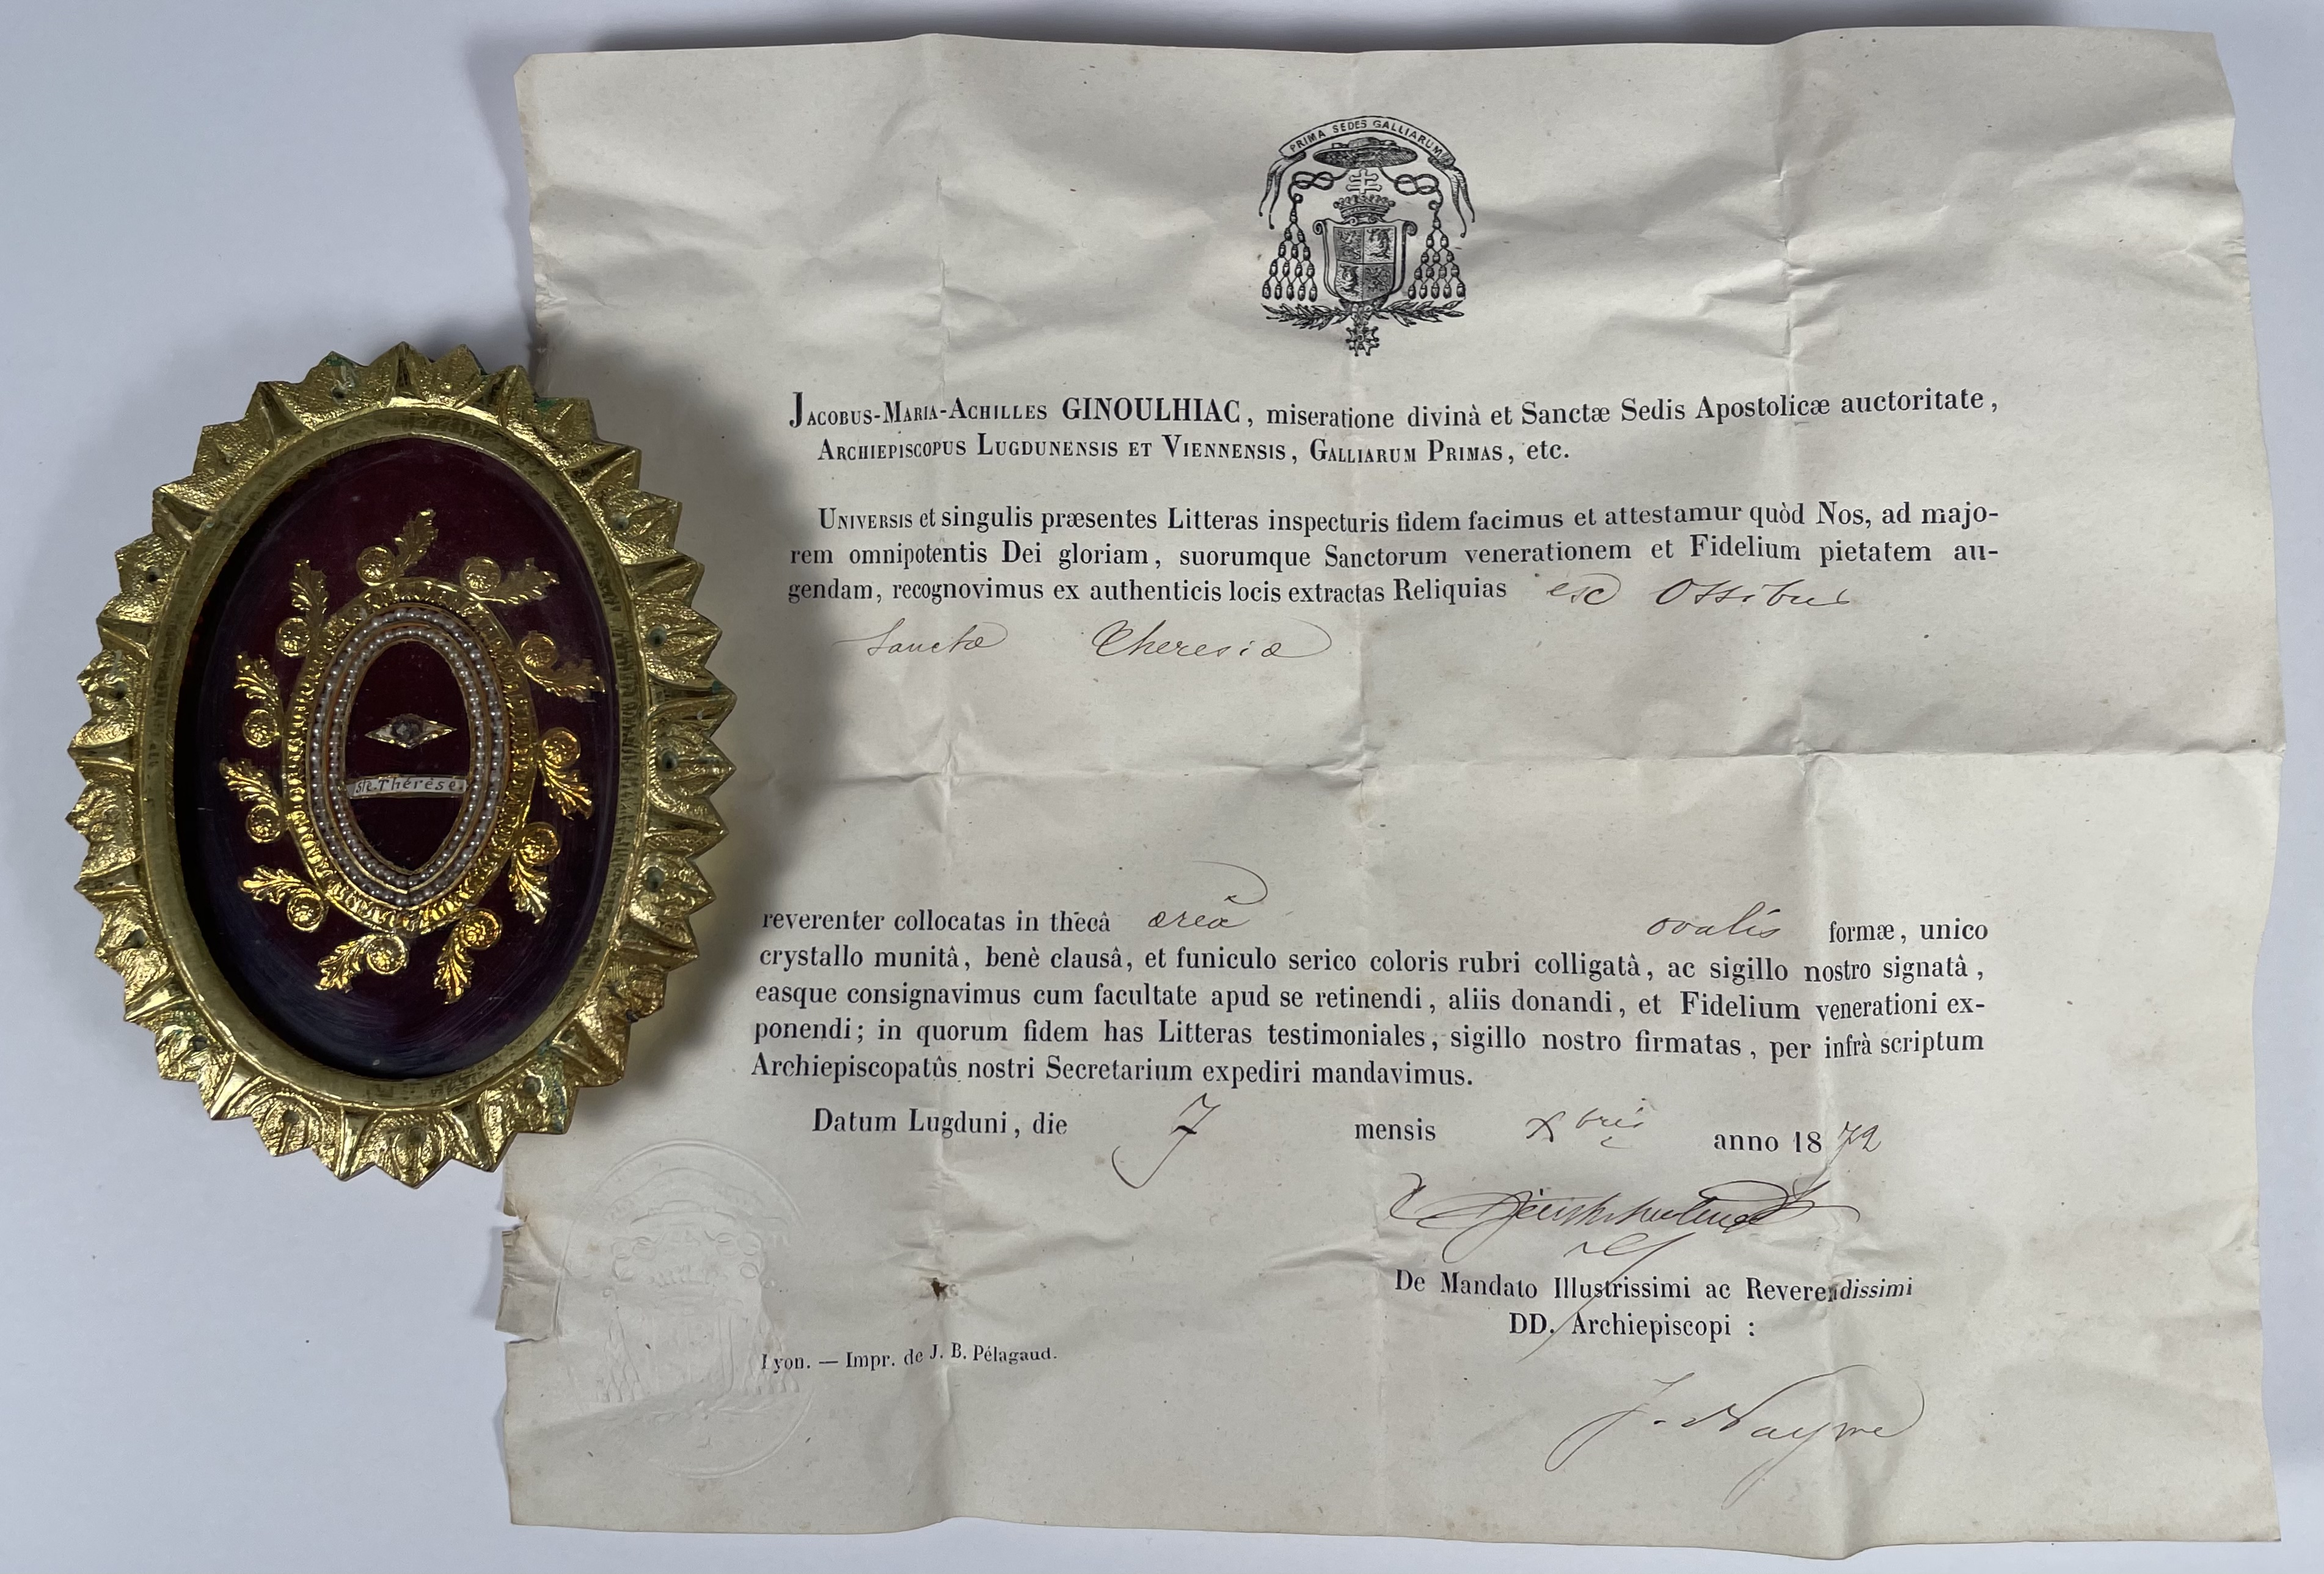 PRIMA SEDES GALLIARUM
JACOBUS-MARIA-ACHILLES GINOULHIAC, miseratione divinà et Sanctæ Sedis Apostolicæ auctoritate,
ARCHIEPISCOPUS LUGDUNENSIS ET VIENNENSIS, GALLIARUM PRIMAS, etc.
UNIVERSIS et singulis præsentes Litteras inspecturis fidem facimus et attestamur quòd Nos, ad majo-
rem omnipotentis Dei gloriam, suorumque Sanctorum venerationem et Fidelium pietatem au-
gendam, recognovimus ex authenticis locis extractas Reliquias ex Ossibus
Sanctæ Theresiæ
reverenter collocatas in thecâ æreâ ovalis formæ, unico
crystallo munitâ, benè clausâ, et funiculo serico coloris rubri colligatâ, ac sigillo nostro signatâ,
easque consignavimus cum facultate apud se retinendi, aliis donandi, et Fidelium venerationi ex-
ponendi; in quorum fidem has Litteras testimoniales, sigillo nostro firmatas, per infrà scriptum
Archiepiscopatûs nostri Secretarium expediri mandavimus.
Datum Lugduni, die 7 mensis Xbris anno 1872
De Mandato Illustrissimi ac Reverendissimi
DD. Archiepiscopi :
Lyon. — Impr. de J. B. Pélagaud.
J. Nayme
Ste. Thérèse.